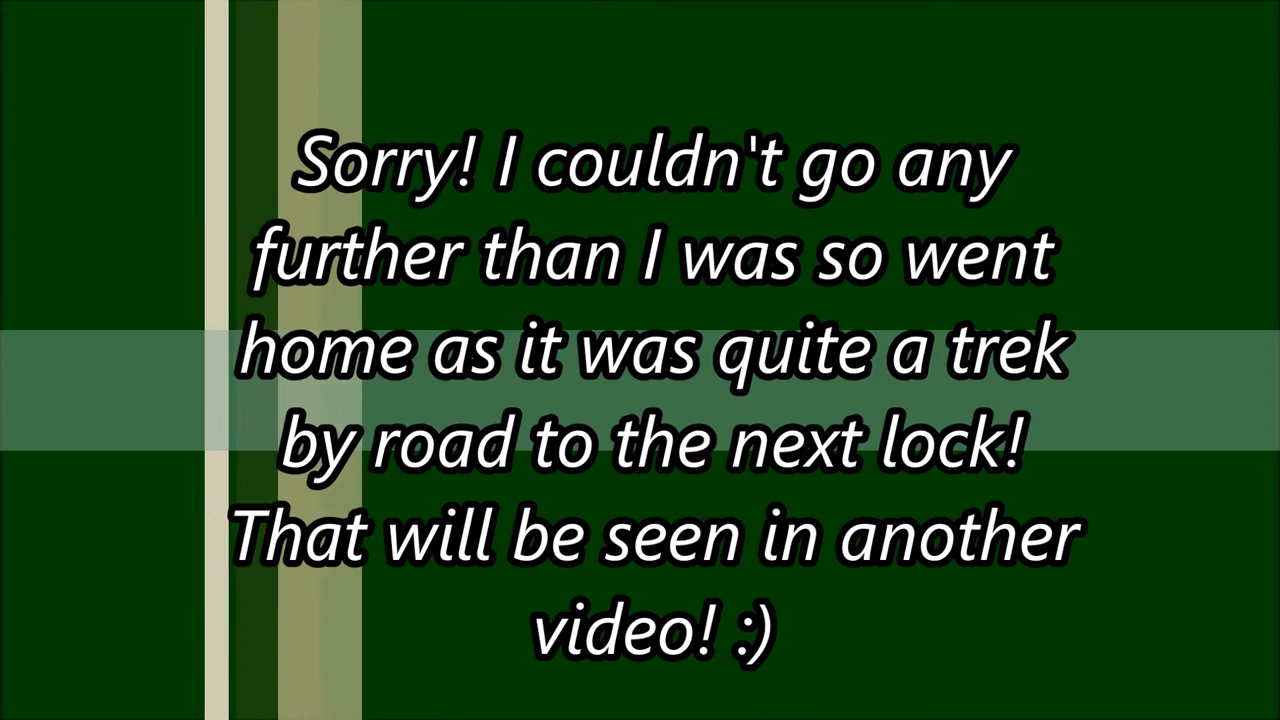 Sorry! I couldn't go any
further than I was so went
home as it was quite a trek
by road to the next lock!
That will be seen in another
video! :)